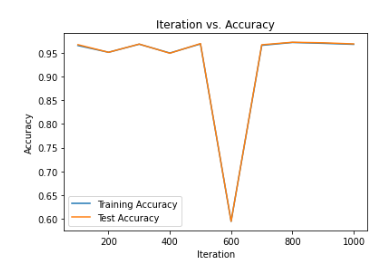 Iteration vs. Accuracy
0.95
0.90
0.85
0.80
0.75
0.70
0.65
0.60
Accuracy
Training Accuracy
Test Accuracy
200 400 600 800 1000
Iteration